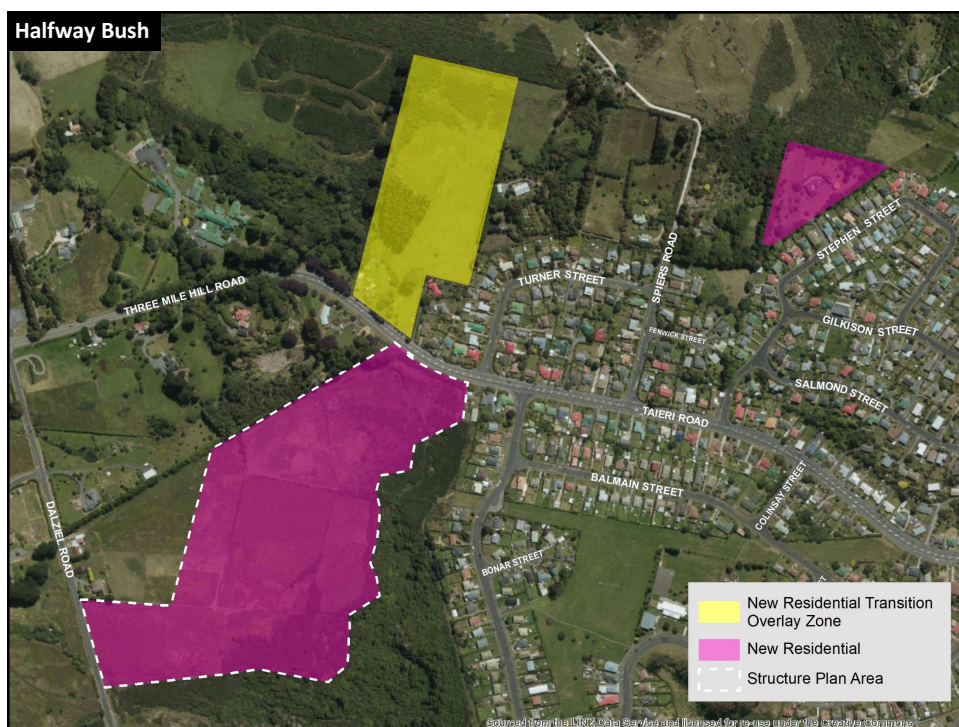 Halfway Bush
THREE MILE HILL ROAD
TURNER STREET
SPIERS ROAD
STEPHEN STREET
FENWICK STREET
GILKISON STREET
SALMOND STREET
TAIERI ROAD
BALMAIN STREET
COLINSAY STREET
DALZIEL ROAD
BONAR STREET
New Residential Transition
Overlay Zone
New Residential
Structure Plan Area
Sourced from the LINZ Data Service and licensed for re-use under the Creative Commons